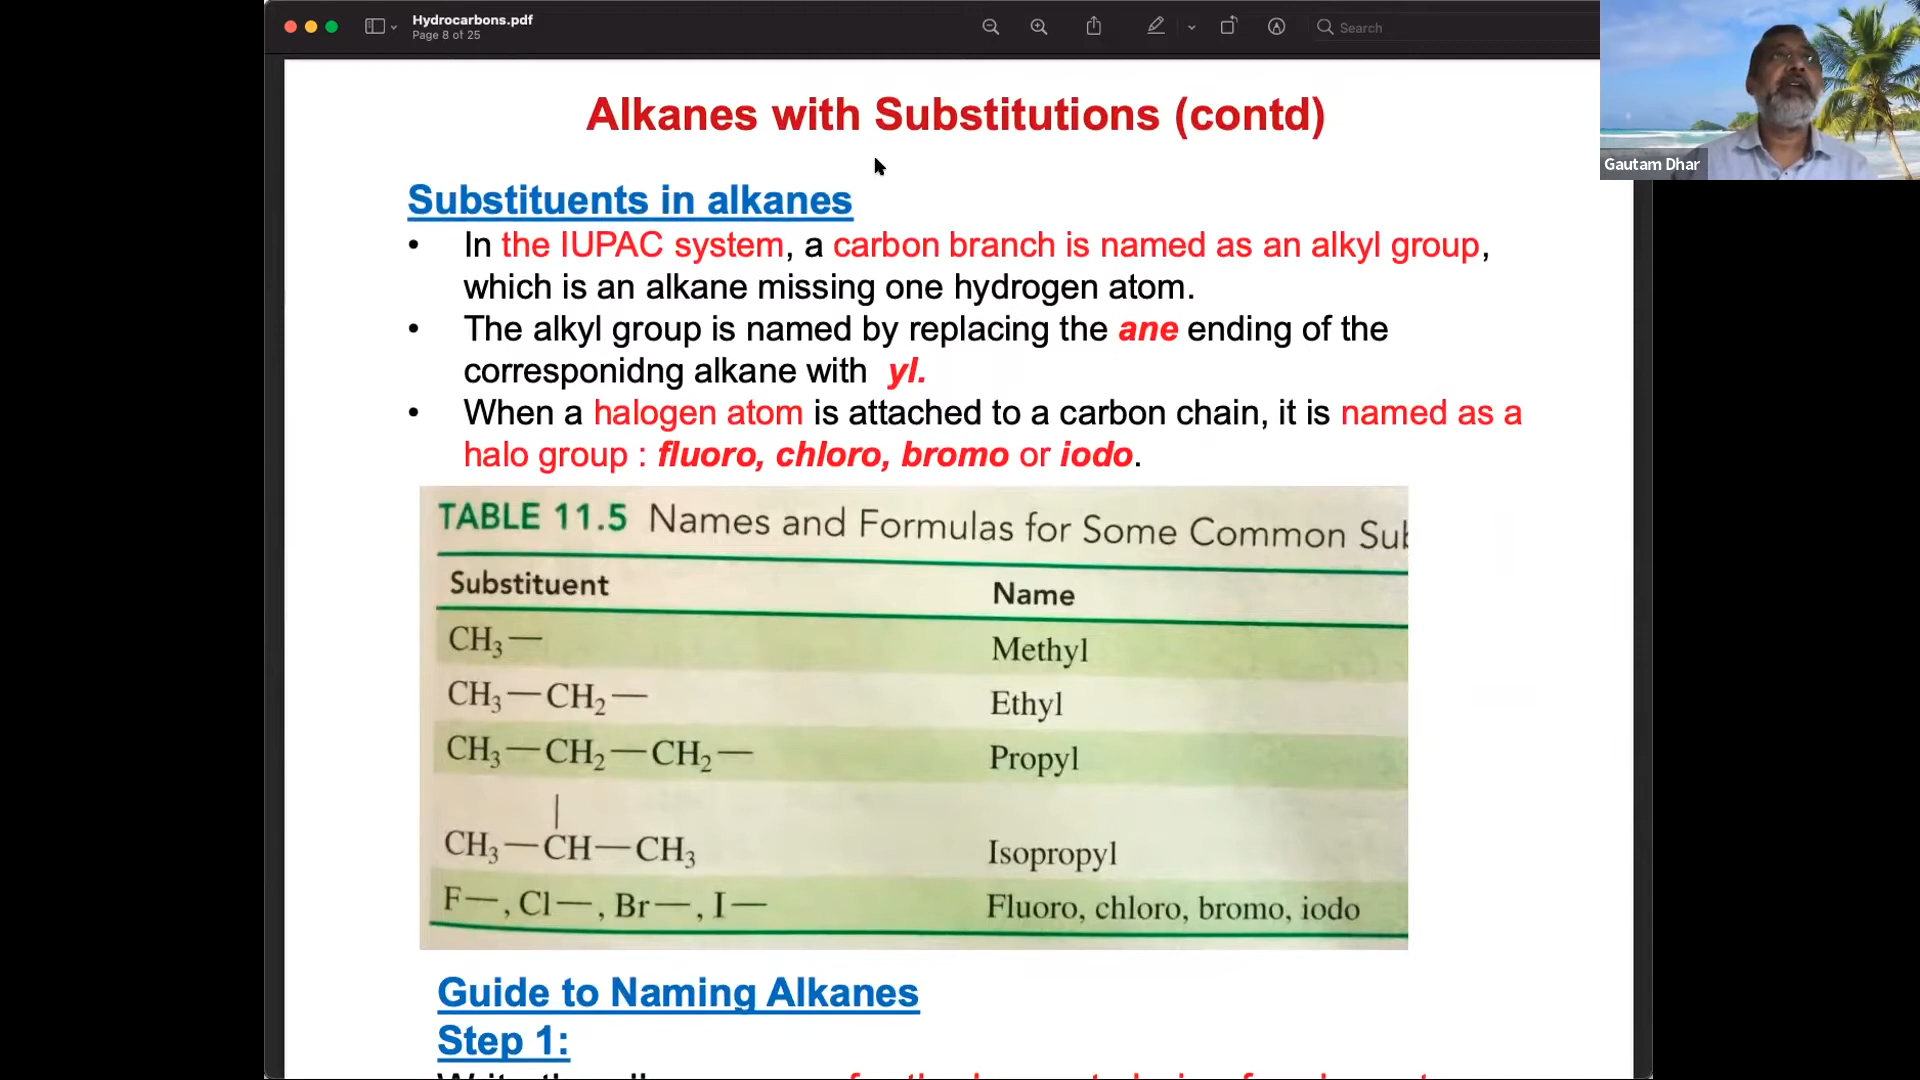 Hydrocarbons.pdf
Page 8 of 25
Search
Gautam Dhar
Alkanes with Substitutions (contd)
Substituents in alkanes
• In the IUPAC system, a carbon branch is named as an alkyl group,
which is an alkane missing one hydrogen atom.
• The alkyl group is named by replacing the ane ending of the
corresponidng alkane with yl.
• When a halogen atom is attached to a carbon chain, it is named as a
halo group : fluoro, chloro, bromo or iodo.
TABLE 11.5 Names and Formulas for Some Common
Substituent Name
CH₃— Methyl
CH₃—CH₂— Ethyl
CH₃—CH₂—CH₂— Propyl
|
CH₃—CH—CH₃ Isopropyl
F—, Cl—, Br—, I— Fluoro, chloro, bromo, iodo
Guide to Naming Alkanes
Step 1: